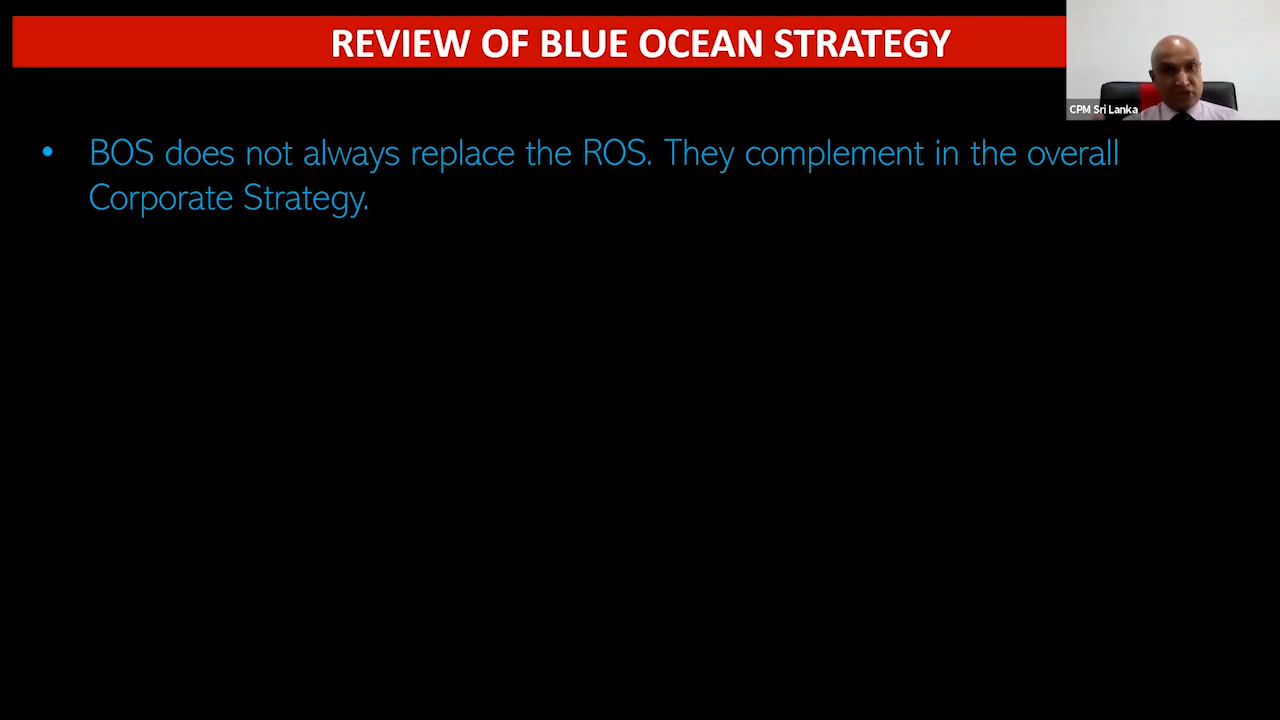 REVIEW OF BLUE OCEAN STRATEGY
CPM Sri Lanka
• BOS does not always replace the ROS. They complement in the overall
Corporate Strategy.